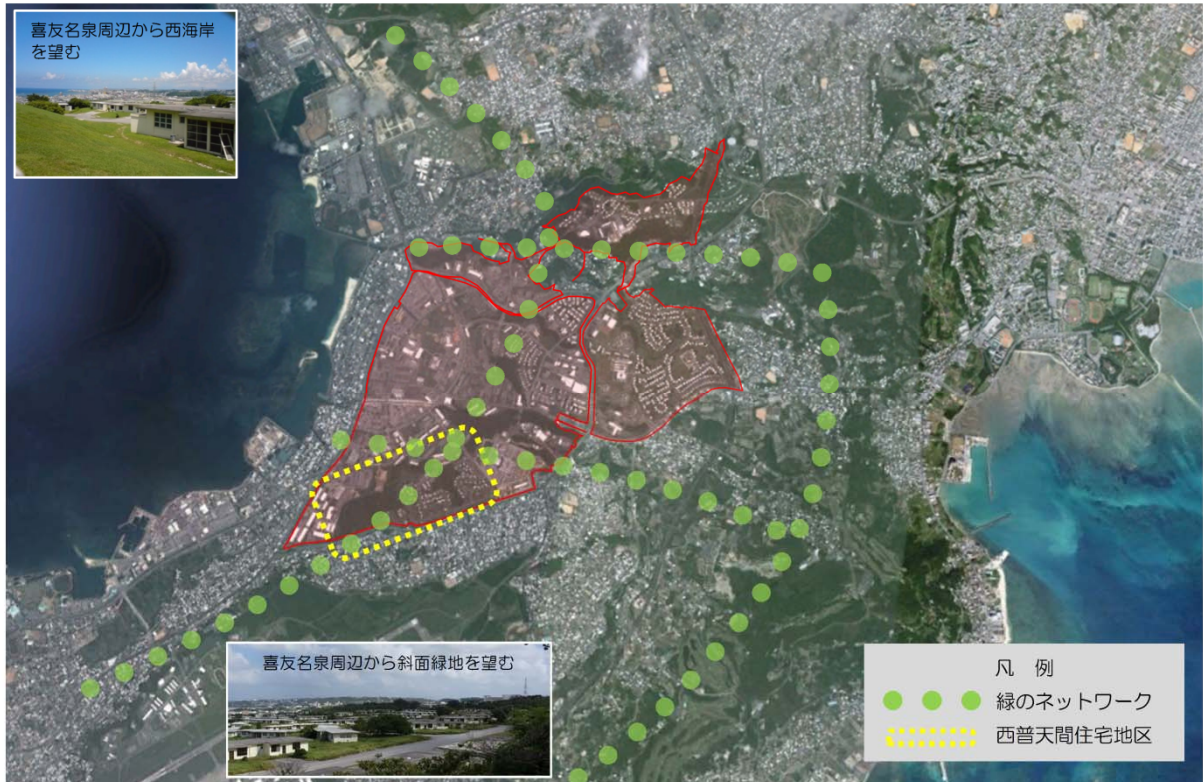 喜友名泉周辺から西海岸
を望む
喜友名泉周辺から斜面緑地を望む
凡　例
緑のネットワーク
西普天間住宅地区